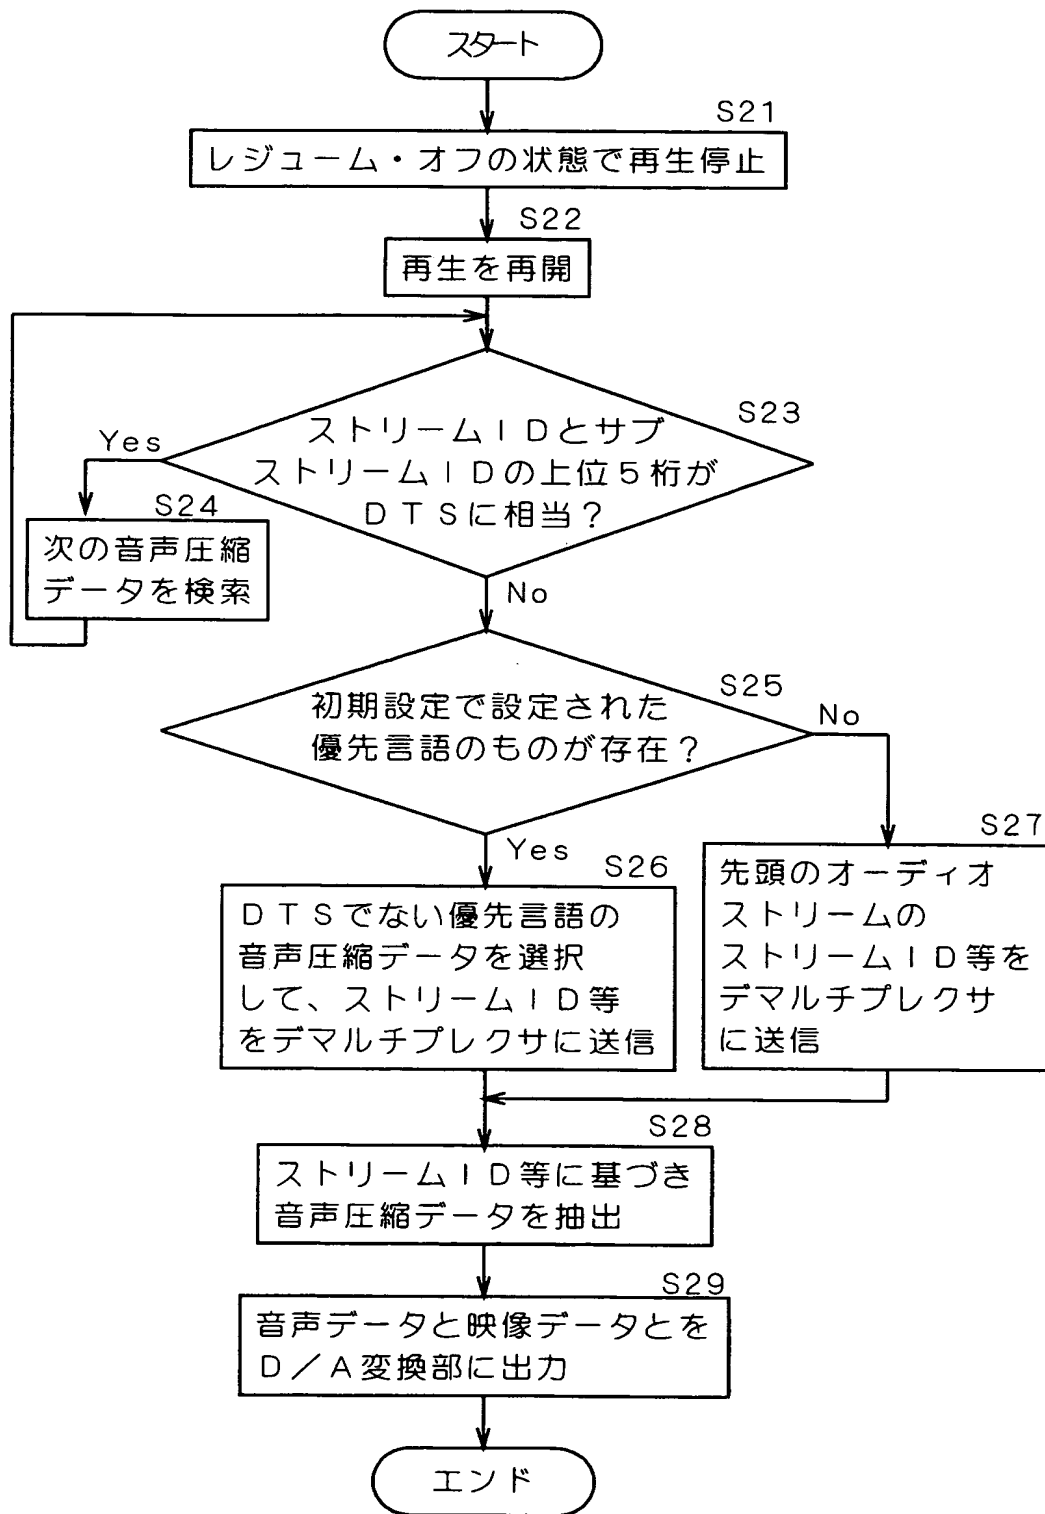 スタート
S21
レジューム・オフの状態で再生停止
S22
再生を再開
S23
ストリームIDとサブ
ストリームIDの上位5桁が
DTSに相当?
Yes
S24
次の音声圧縮
データを検索
No
S25
初期設定で設定された
優先言語のものが存在?
No
Yes
S26
DTSでない優先言語の
音声圧縮データを選択
して、ストリームID等
をデマルチプレクサに送信
S27
先頭のオーディオ
ストリームの
ストリームID等を
デマルチプレクサ
に送信
S28
ストリームID等に基づき
音声圧縮データを抽出
S29
音声データと映像データとを
D/A変換部に出力
エンド